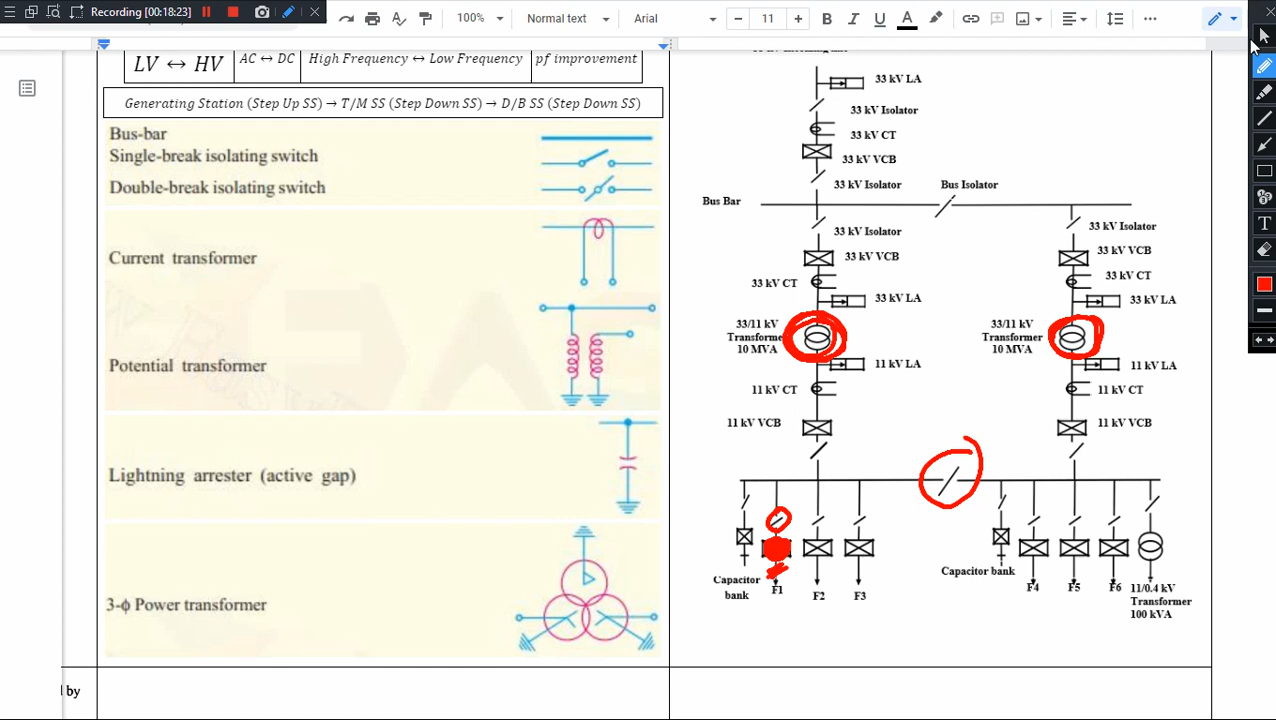 Recording [00:18:23]
100%
Normal text
Arial
11
B I U A
T
LV ↔ HV
AC ↔ DC
High Frequency ↔ Low Frequency
pf improvement
Generating Station (Step Up SS) → T/M SS (Step Down SS) → D/B SS (Step Down SS)
Bus-bar
Single-break isolating switch
Double-break isolating switch
Current transformer
Potential transformer
Lightning arrester (active gap)
3-ϕ Power transformer
d by
33 kV LA
33 kV Isolator
33 kV CT
33 kV VCB
33 kV Isolator
Bus Isolator
Bus Bar
33 kV Isolator
33 kV Isolator
33 kV VCB
33 kV VCB
33 kV CT
33 kV CT
33 kV LA
33 kV LA
33/11 kV
Transforme
10 MVA
33/11 kV
Transformer
10 MVA
11 kV LA
11 kV LA
11 kV CT
11 kV CT
11 kV VCB
11 kV VCB
Capacitor
bank
F1
F2
F3
Capacitor bank
F4
F5
F6
11/0.4 kV
Transformer
100 kVA